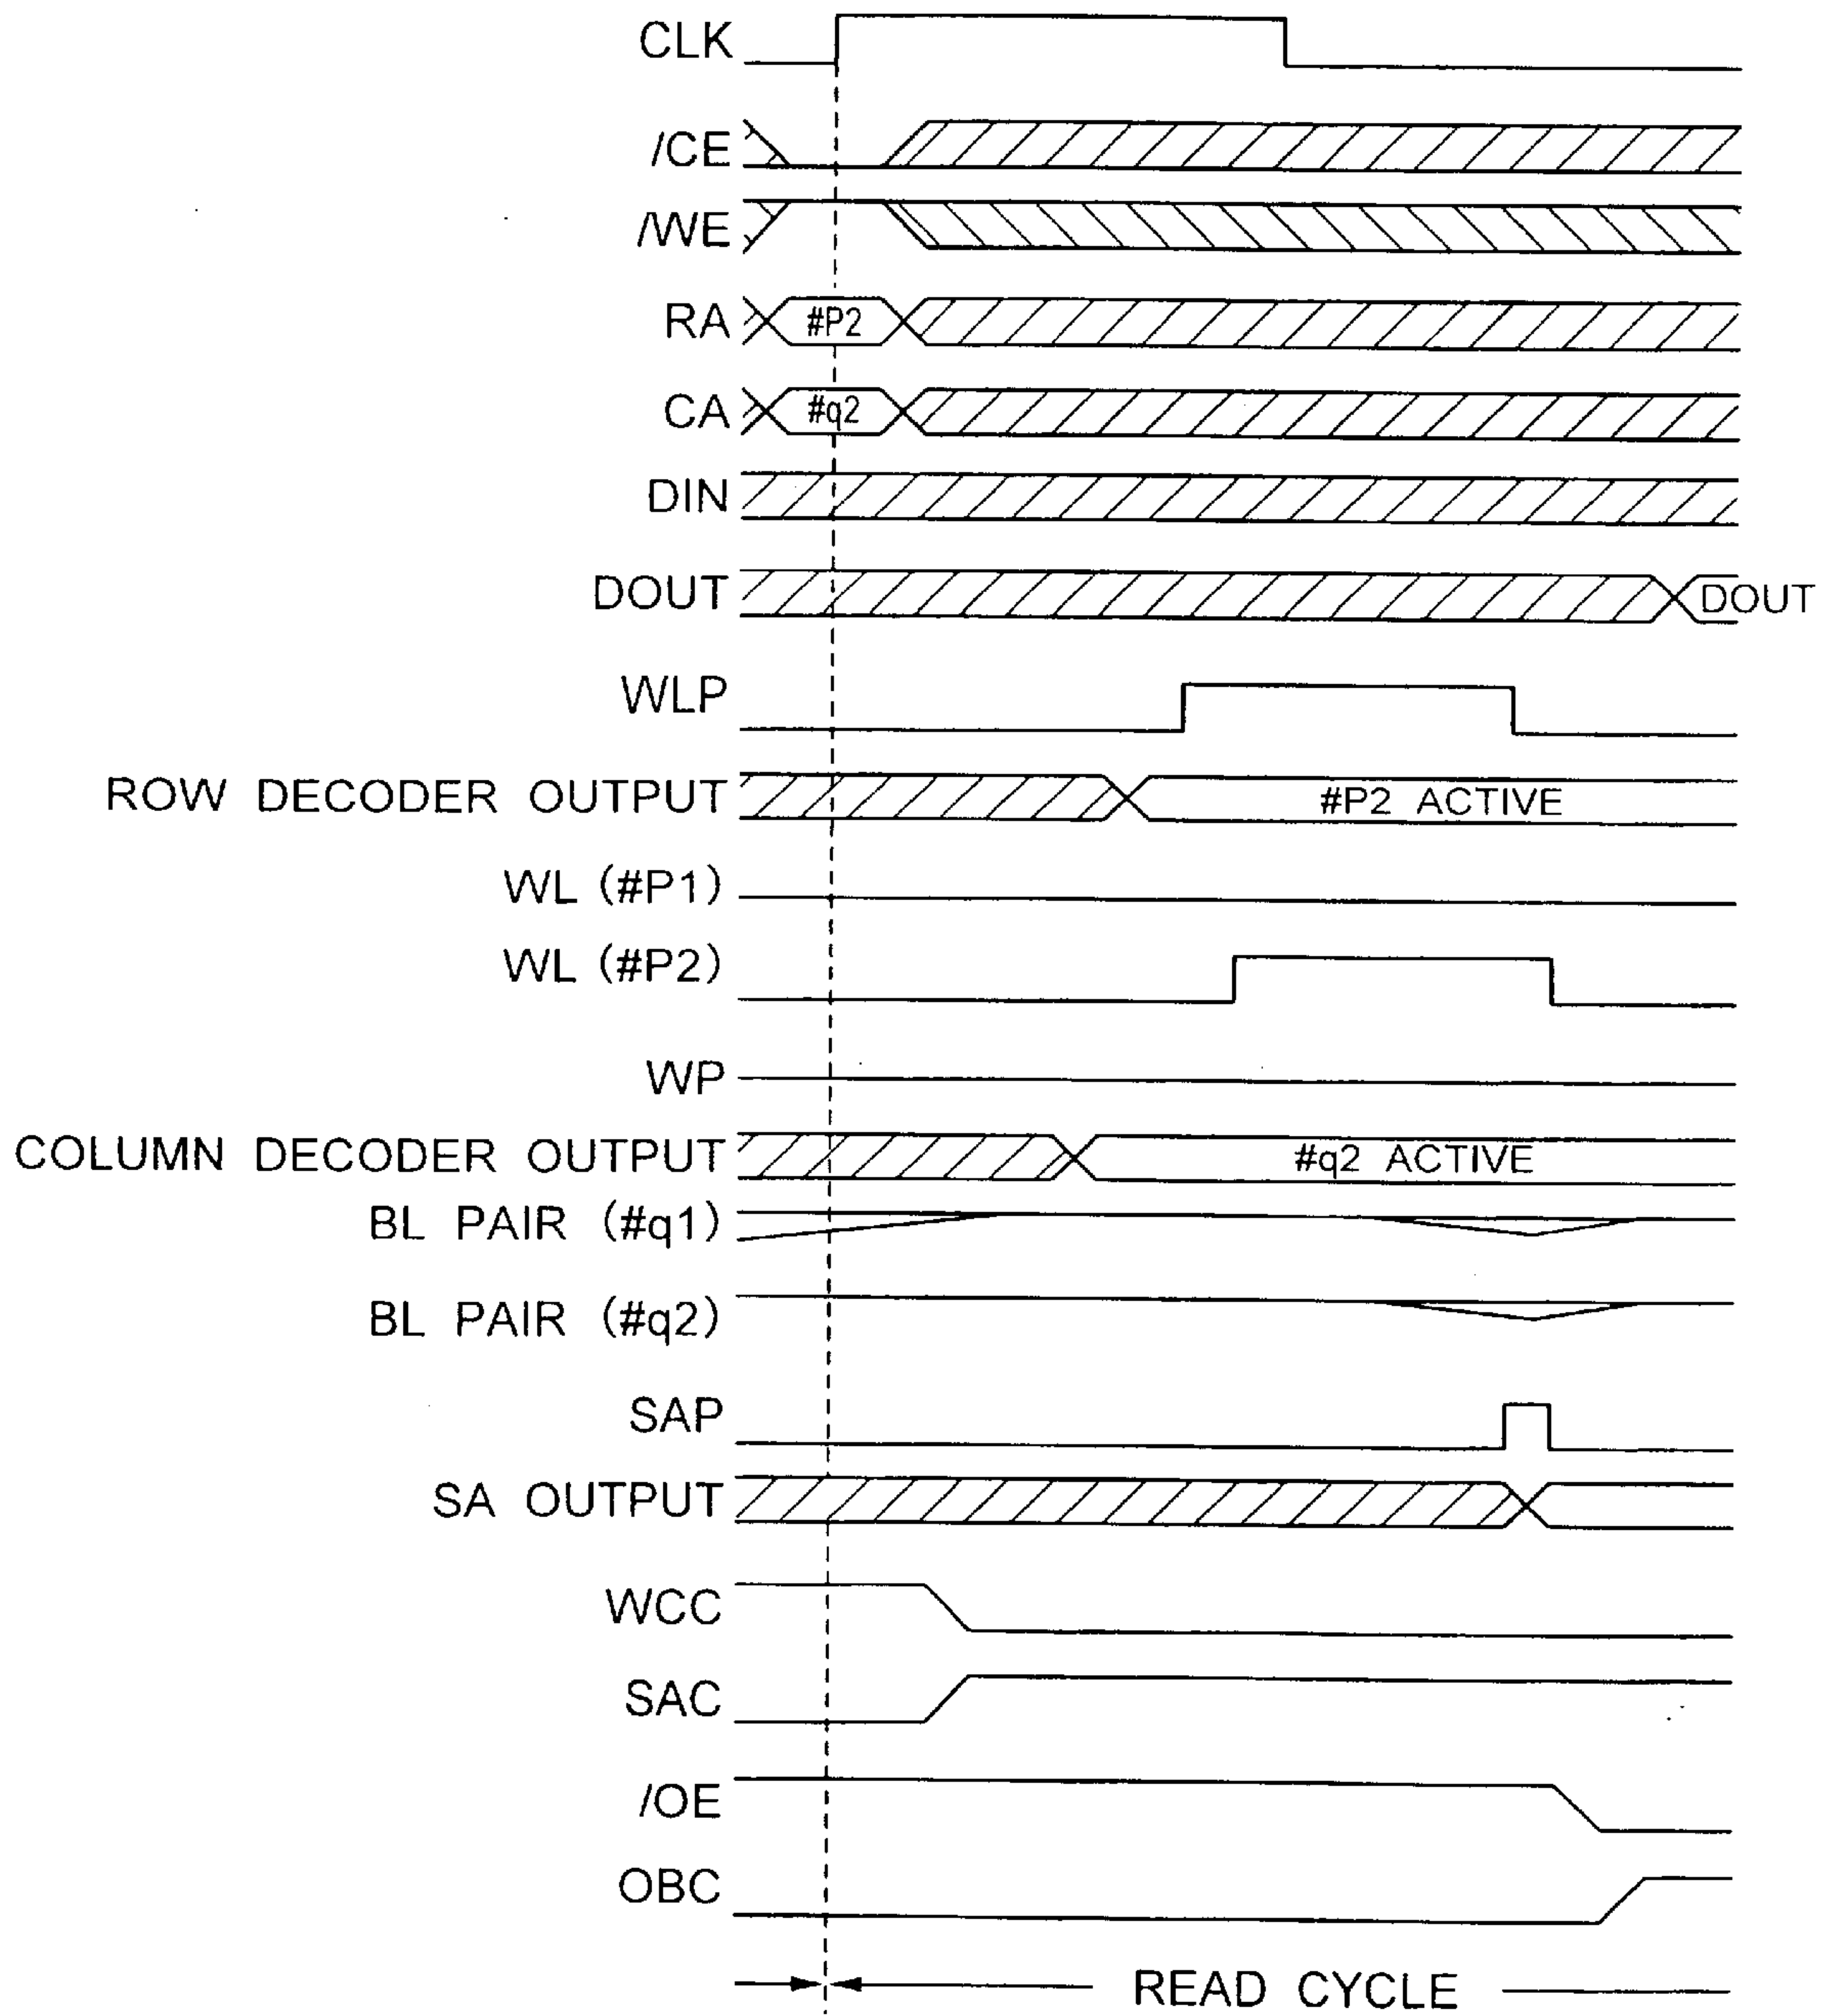 CLK
/CE
/WE
RA #P2
CA #q2
DIN
DOUT DOUT
WLP
ROW DECODER OUTPUT #P2 ACTIVE
WL (#P1)
WL (#P2)
WP
COLUMN DECODER OUTPUT #q2 ACTIVE
BL PAIR (#q1)
BL PAIR (#q2)
SAP
SA OUTPUT
WCC
SAC
/OE
OBC
READ CYCLE